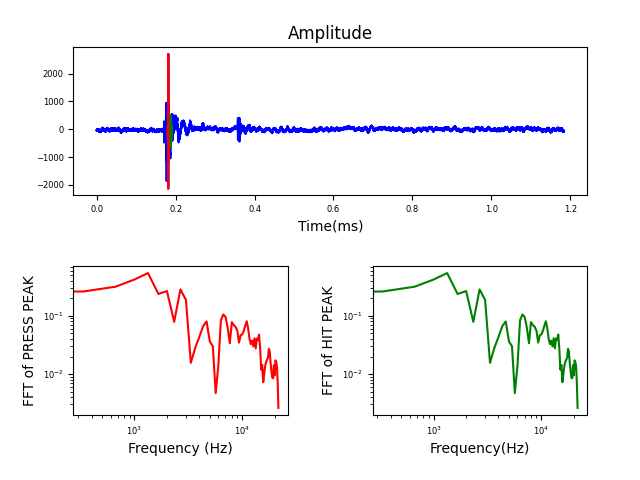 Amplitude
2000
1000
0
−1000
−2000
0.0 0.2 0.4 0.6 0.8 1.0 1.2
Time(ms)
FFT of PRESS PEAK
10⁻¹
10⁻²
10³ 10⁴
Frequency (Hz)
FFT of HIT PEAK
10⁻¹
10⁻²
10³ 10⁴
Frequency(Hz)